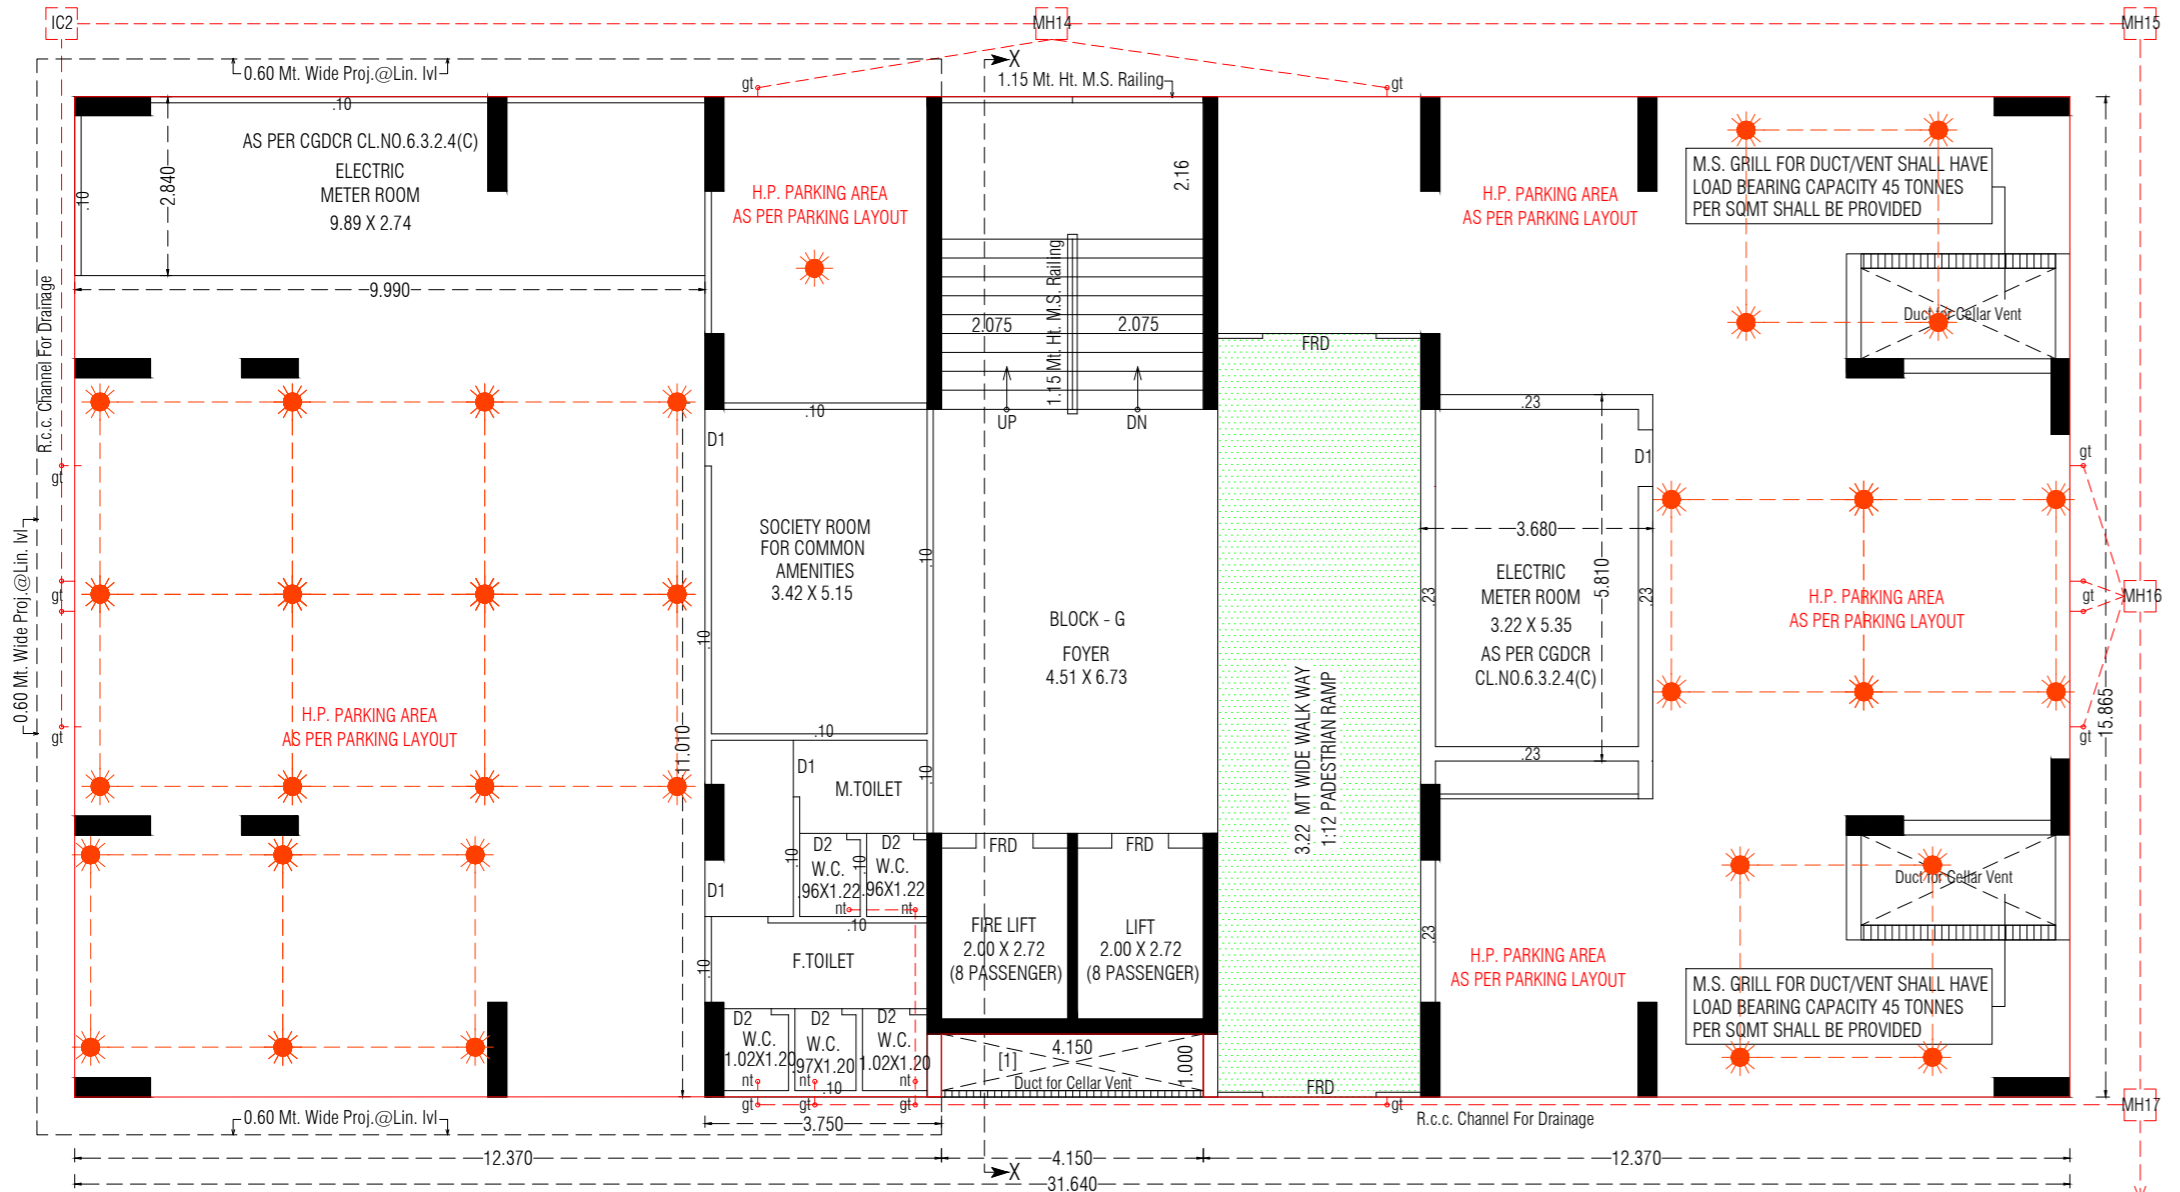 IC2
MH14
MH15
0.60 Mt. Wide Proj.@Lin. lvl
X
1.15 Mt. Ht. M.S. Railing
gt
gt
.10
AS PER CGDCR CL.NO.6.3.2.4(C)
ELECTRIC
METER ROOM
9.89 X 2.74
2.840
.10
9.990
H.P. PARKING AREA
AS PER PARKING LAYOUT
2.16
1.15 Mt. Ht. M.S. Railing
2.075
2.075
UP
DN
H.P. PARKING AREA
AS PER PARKING LAYOUT
M.S. GRILL FOR DUCT/VENT SHALL HAVE
LOAD BEARING CAPACITY 45 TONNES
PER SQMT SHALL BE PROVIDED
Duct for Cellar Vent
FRD
R.c.c. Channel For Drainage
gt
gt
gt
0.60 Mt. Wide Proj.@Lin. lvl
.10
D1
SOCIETY ROOM
FOR COMMON
AMENITIES
3.42 X 5.15
.10
.10
.10
BLOCK - G
FOYER
4.51 X 6.73
.23
D1
3.680
5.810
ELECTRIC
METER ROOM
3.22 X 5.35
AS PER CGDCR
CL.NO.6.3.2.4(C)
.23
.23
.23
3.22 MT WIDE WALK WAY
1:12 PADESTRIAN RAMP
gt
gt
gt
MH16
H.P. PARKING AREA
AS PER PARKING LAYOUT
15.865
H.P. PARKING AREA
AS PER PARKING LAYOUT
11.010
D1
M.TOILET
.10
D2
W.C.
.96X1.22
nt
.10
.10
D2
W.C.
.96X1.22
nt
D1
.10
F.TOILET
.10
D2
W.C.
1.02X1.20
nt
D2
W.C.
.97X1.20
.10
D2
W.C.
1.02X1.20
nt
FRD
FRD
FIRE LIFT
2.00 X 2.72
(8 PASSENGER)
LIFT
2.00 X 2.72
(8 PASSENGER)
4.150
[1]
1.000
Duct for Cellar Vent
FRD
.23
H.P. PARKING AREA
AS PER PARKING LAYOUT
Duct for Cellar Vent
M.S. GRILL FOR DUCT/VENT SHALL HAVE
LOAD BEARING CAPACITY 45 TONNES
PER SQMT SHALL BE PROVIDED
0.60 Mt. Wide Proj.@Lin. lvl
gt
gt
gt
gt
MH17
R.c.c. Channel For Drainage
3.750
12.370
4.150
12.370
X
31.640